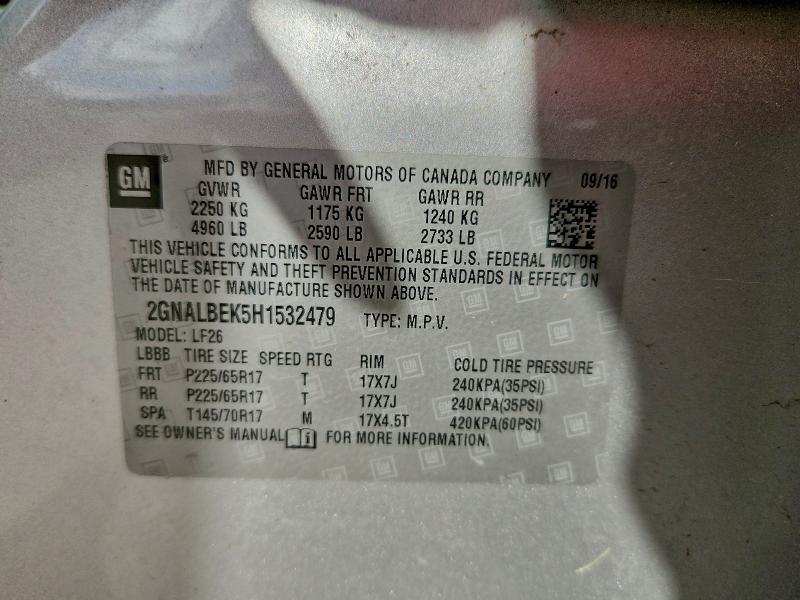 GM ® MFD BY GENERAL MOTORS OF CANADA COMPANY 09/16
GVWR GAWR FRT GAWR RR
2250 KG 1175 KG 1240 KG
4960 LB 2590 LB 2733 LB
THIS VEHICLE CONFORMS TO ALL APPLICABLE U.S. FEDERAL MOTOR
VEHICLE SAFETY AND THEFT PREVENTION STANDARDS IN EFFECT ON
THE DATE OF MANUFACTURE SHOWN ABOVE.
2GNALBEK5H1532479 TYPE: M.P.V.
MODEL: LF26
LBBB TIRE SIZE SPEED RTG RIM COLD TIRE PRESSURE
FRT P225/65R17 T 17X7J 240KPA(35PSI)
RR P225/65R17 T 17X7J 240KPA(35PSI)
SPA T145/70R17 M 17X4.5T 420KPA(60PSI)
SEE OWNER'S MANUAL i FOR MORE INFORMATION.